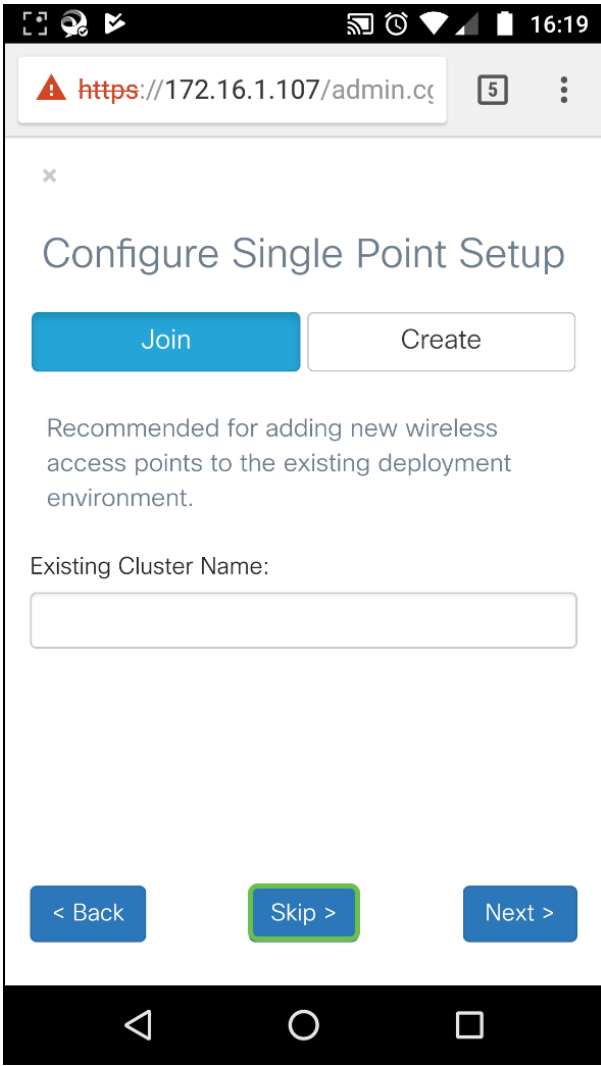 16:19
https://172.16.1.107/admin.cg
5
×
Configure Single Point Setup
Join
Create
Recommended for adding new wireless
access points to the existing deployment
environment.
Existing Cluster Name:
< Back
Skip >
Next >